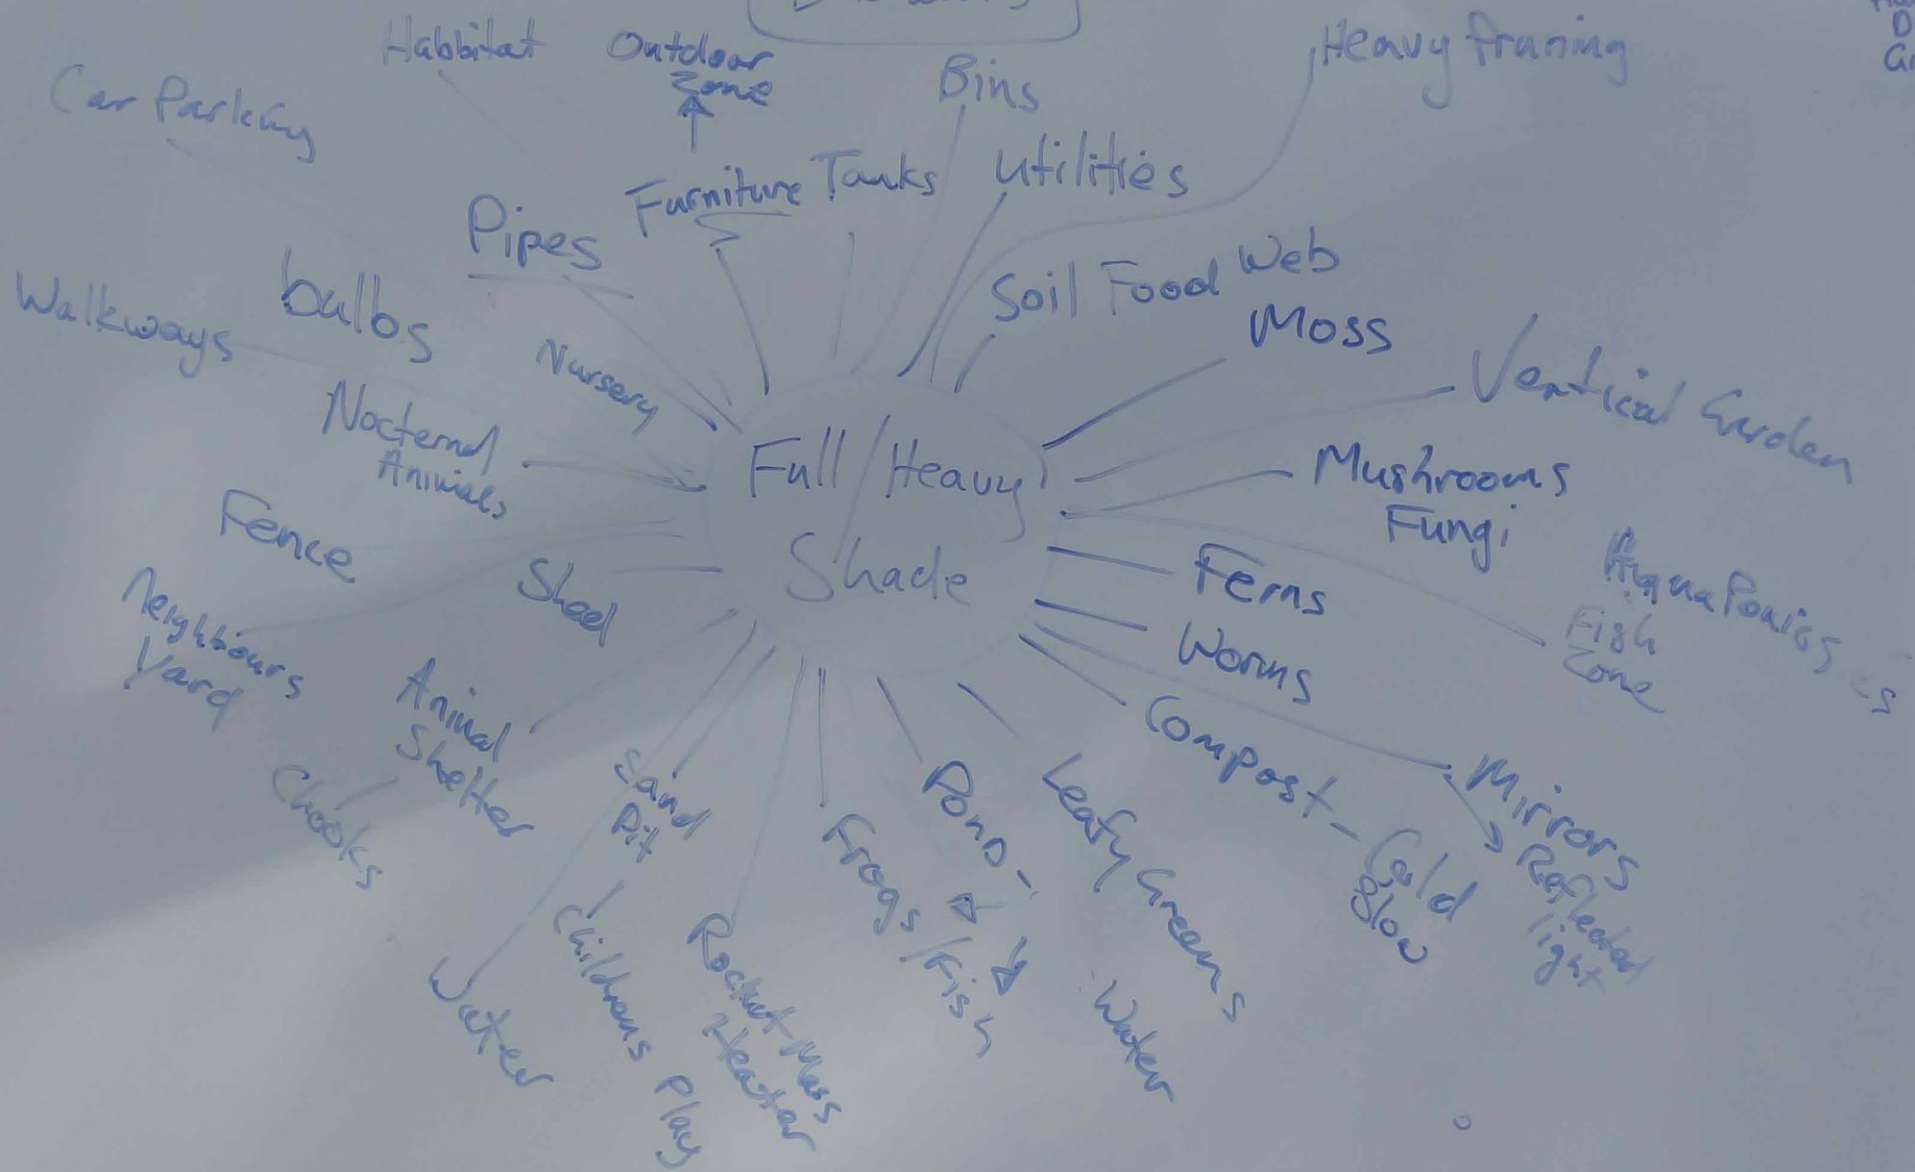 Habbitat
Outdoor
Zone
Bins
Heavy Pruning
Car Parking
Furniture
Tanks
Utilities
Pipes
Soil Food Web
Moss
Walkways
bulbs
Nursery
Vertical Garden
Nocternal
Animals
Full/Heavy
Shade
Mushrooms
Fungi
Fence
Shed
Ferns
Aqua Ponics
Fish
Zone
Neighbours
Yard
Worms
Animal
Shelter
Chooks
Sand
Pit
Childrens Play
Compost - Cold
Slow
Mirrors
Reflected
light
Pond -
Leafy Greens
Frogs/Fish
Water
Rocket Mass
Heater
Water